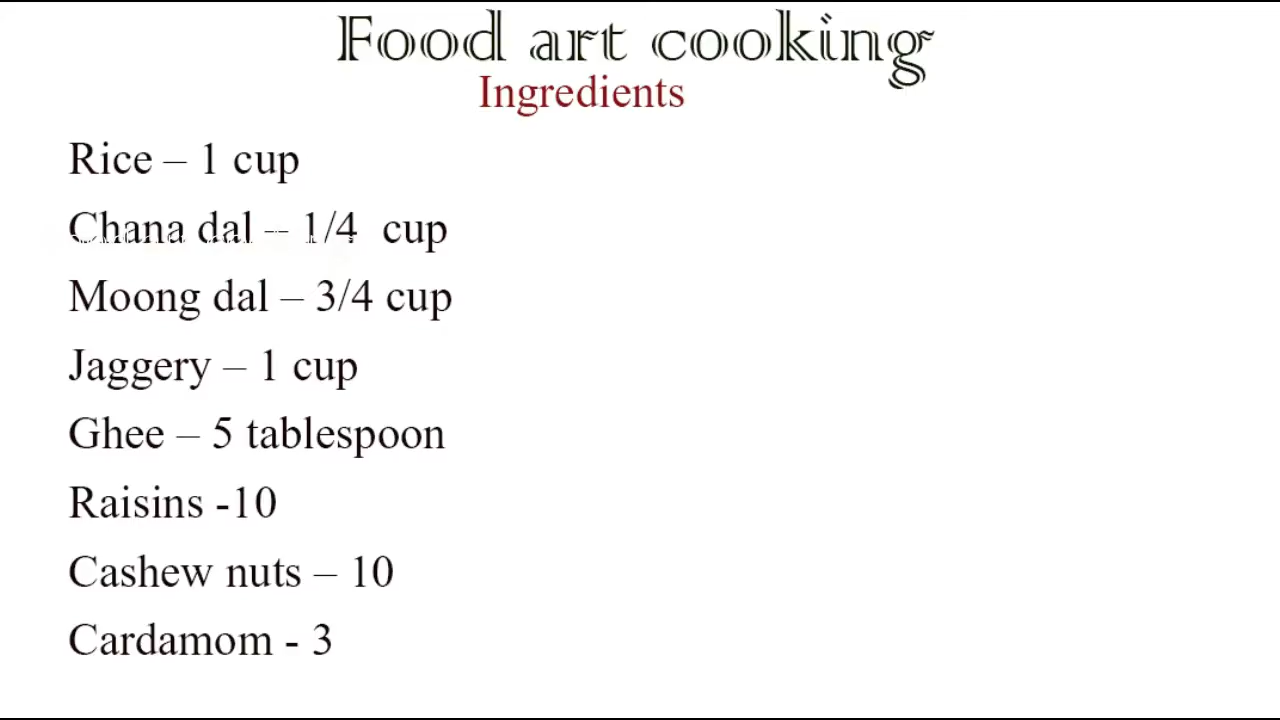 Food art cooking
Ingredients
Rice – 1 cup
Chana dal – 1/4 cup
Moong dal – 3/4 cup
Jaggery – 1 cup
Ghee – 5 tablespoon
Raisins -10
Cashew nuts – 10
Cardamom - 3